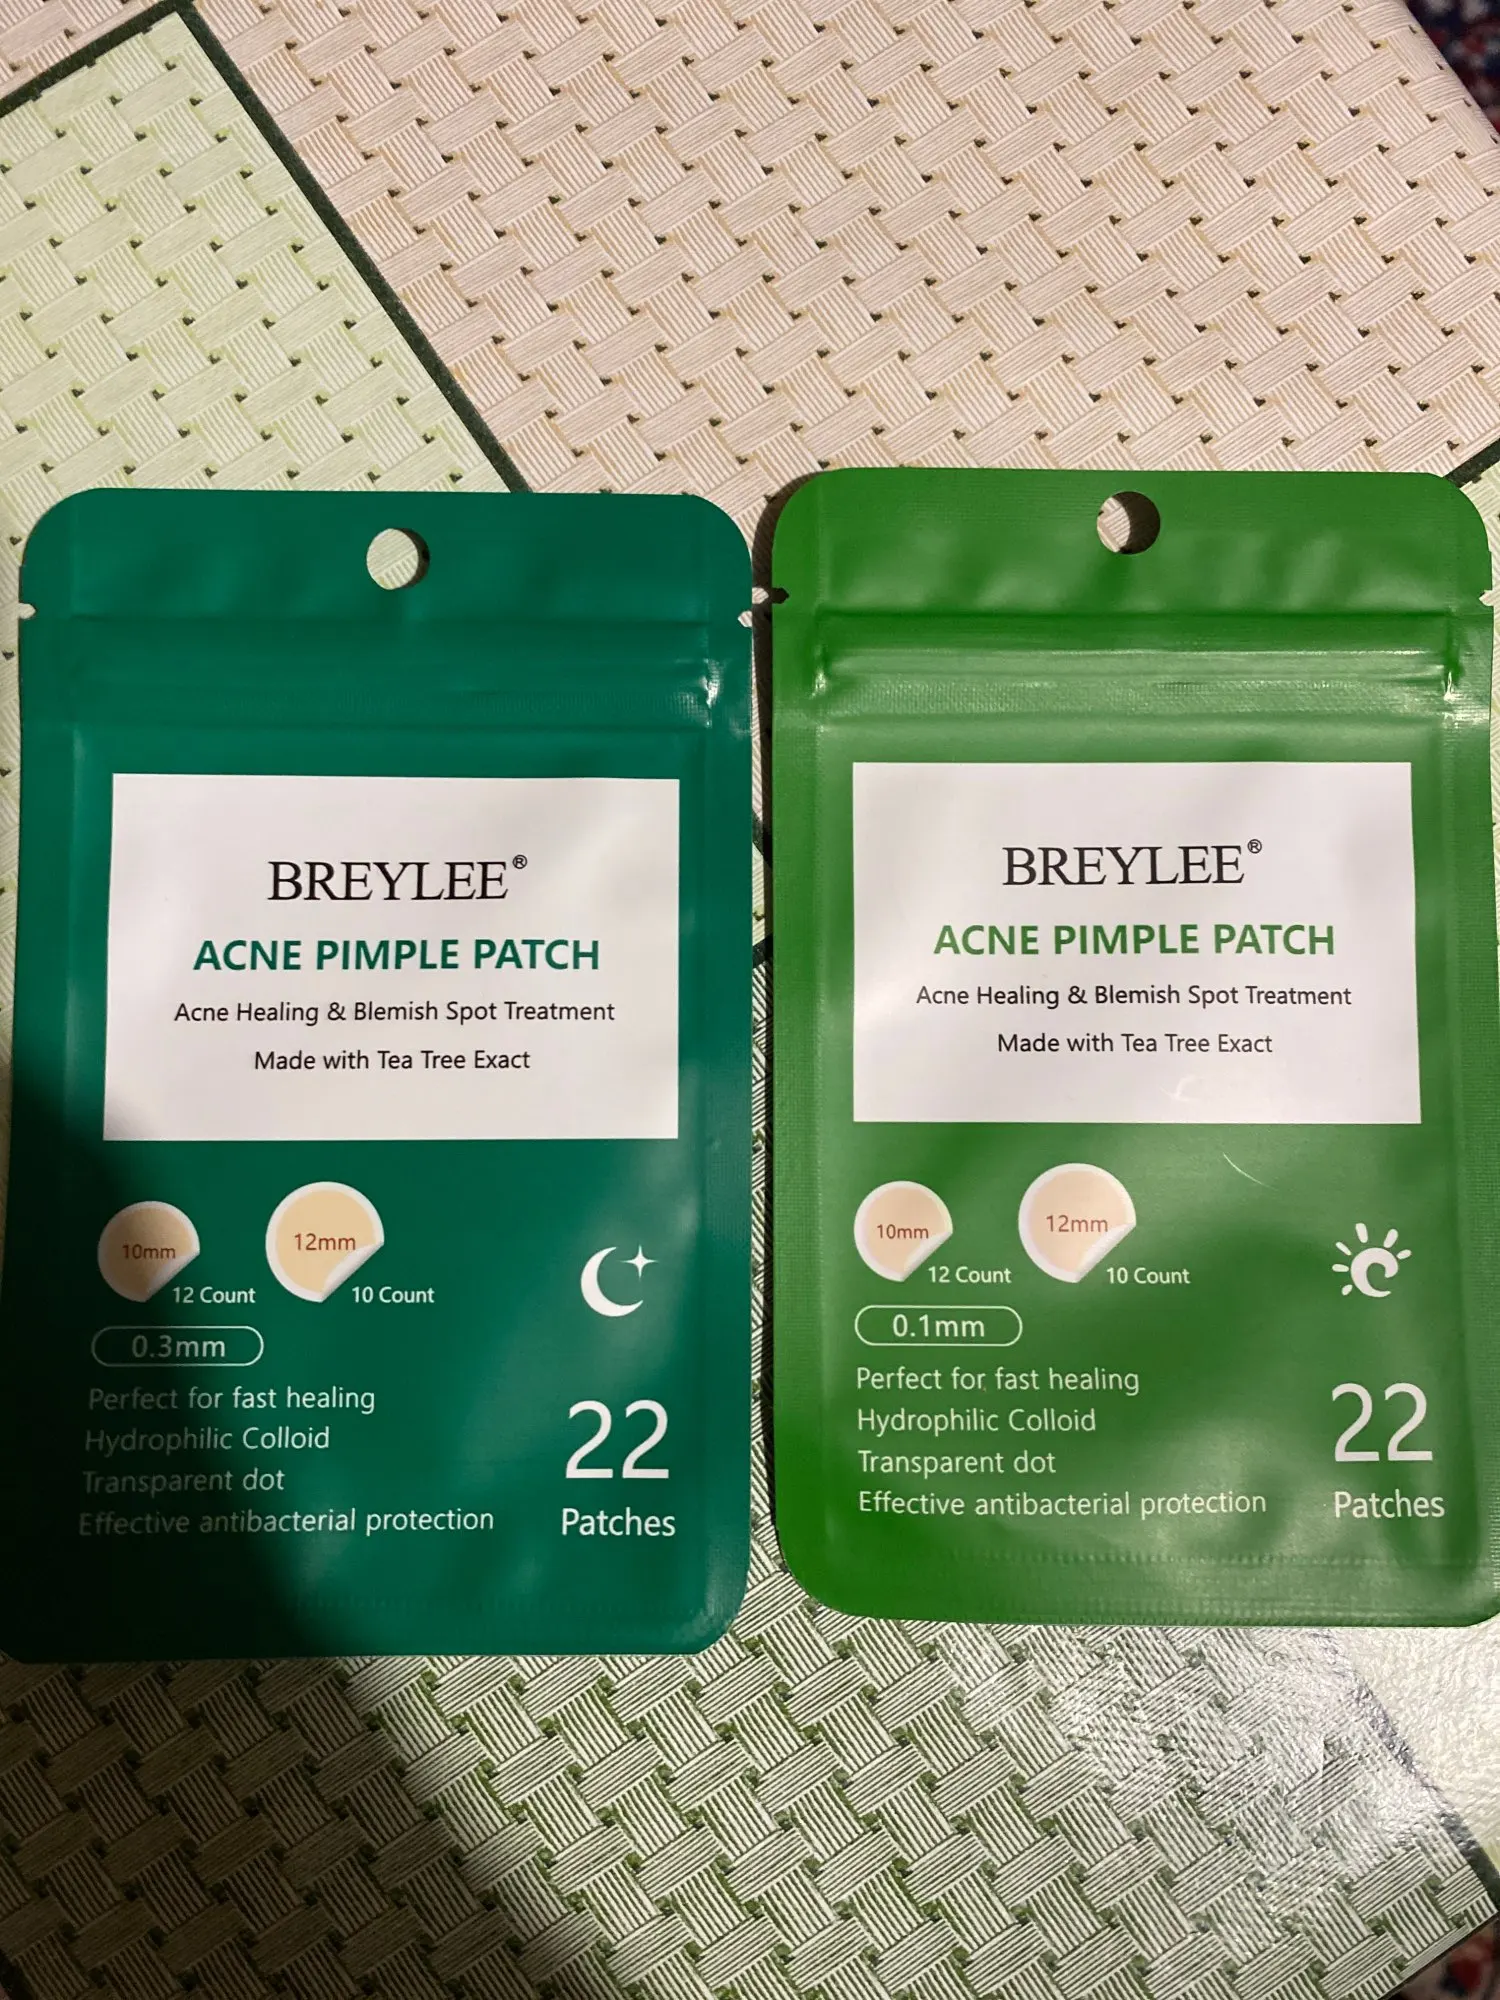 BREYLEE®
ACNE PIMPLE PATCH
Acne Healing & Blemish Spot Treatment
Made with Tea Tree Exact
10mm
12 Count
12mm
10 Count
0.3mm
Perfect for fast healing
Hydrophilic Colloid
Transparent dot
Effective antibacterial protection
22
Patches
BREYLEE®
ACNE PIMPLE PATCH
Acne Healing & Blemish Spot Treatment
Made with Tea Tree Exact
10mm
12 Count
12mm
10 Count
0.1mm
Perfect for fast healing
Hydrophilic Colloid
Transparent dot
Effective antibacterial protection
22
Patches